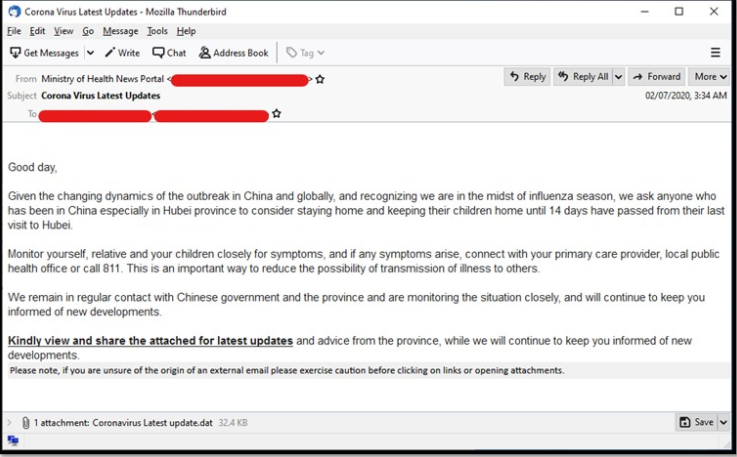 Corona Virus Latest Updates - Mozilla Thunderbird
File Edit View Go Message Tools Help
Get Messages Write Chat Address Book Tag
From Ministry of Health News Portal < > Reply Reply All Forward More
Subject Corona Virus Latest Updates 02/07/2020, 3:34 AM
To
Good day,
Given the changing dynamics of the outbreak in China and globally, and recognizing we are in the midst of influenza season, we ask anyone who
has been in China especially in Hubei province to consider staying home and keeping their children home until 14 days have passed from their last
visit to Hubei.
Monitor yourself, relative and your children closely for symptoms, and if any symptoms arise, connect with your primary care provider, local public
health office or call 811. This is an important way to reduce the possibility of transmission of illness to others.
We remain in regular contact with Chinese government and the province and are monitoring the situation closely, and will continue to keep you
informed of new developments.
Kindly view and share the attached for latest updates and advice from the province, while we will continue to keep you informed of new
developments.
Please note, if you are unsure of the origin of an external email please exercise caution before clicking on links or opening attachments.
1 attachment: Coronavirus Latest update.dat 32.4 KB Save